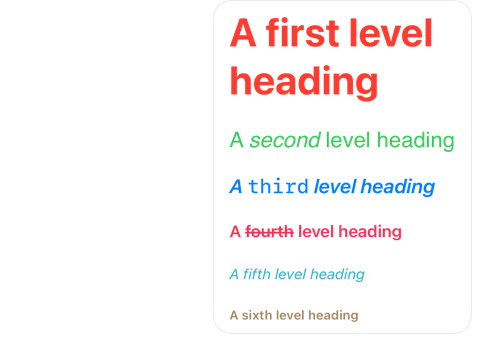 A first level
heading
A second level heading
A third level heading
A fourth level heading
A fifth level heading
A sixth level heading